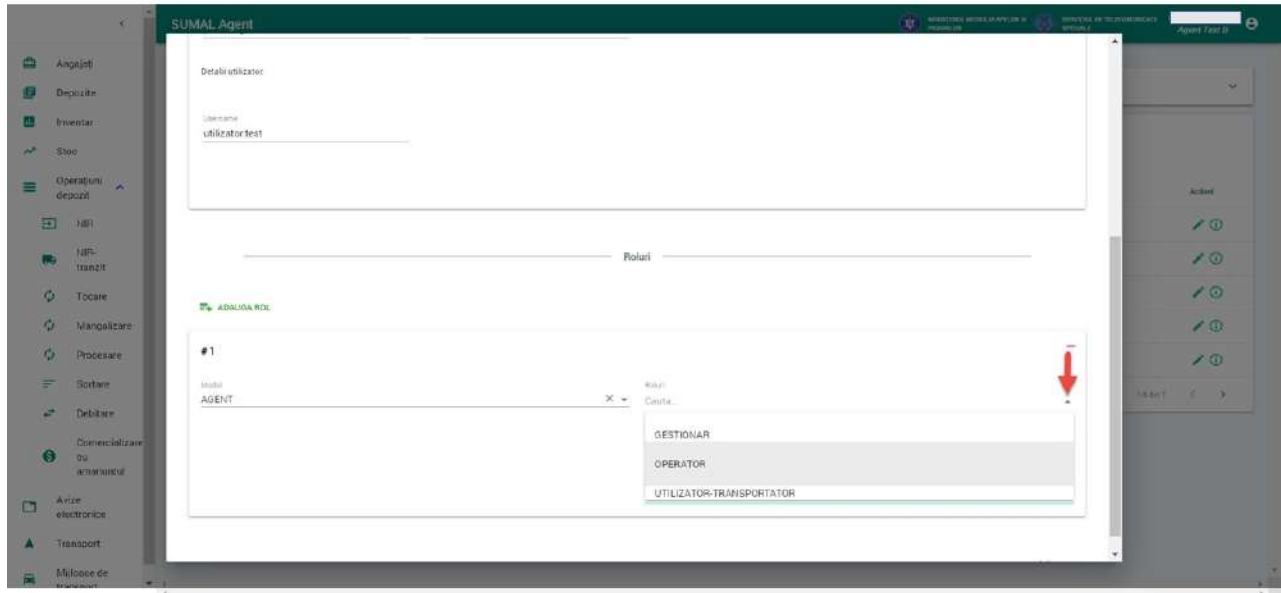 SUMAL Agent
Agent Test B
Angajați
Depozite
Inventar
Stoc
Operațiuni
depozit
NIR
NIR-
tranzit
Tocare
Mangalizare
Procesare
Sortare
Debitare
Comercializare
cu
amanuntul
Avize
electronice
Transport
Mijloace de
transport
Detalii utilizator
Username
utilizator.test
Roluri
ADAUGA ROL
#1
Modul
AGENT
Roluri
Cauta...
GESTIONAR
OPERATOR
UTILIZATOR-TRANSPORTATOR
Acțiuni